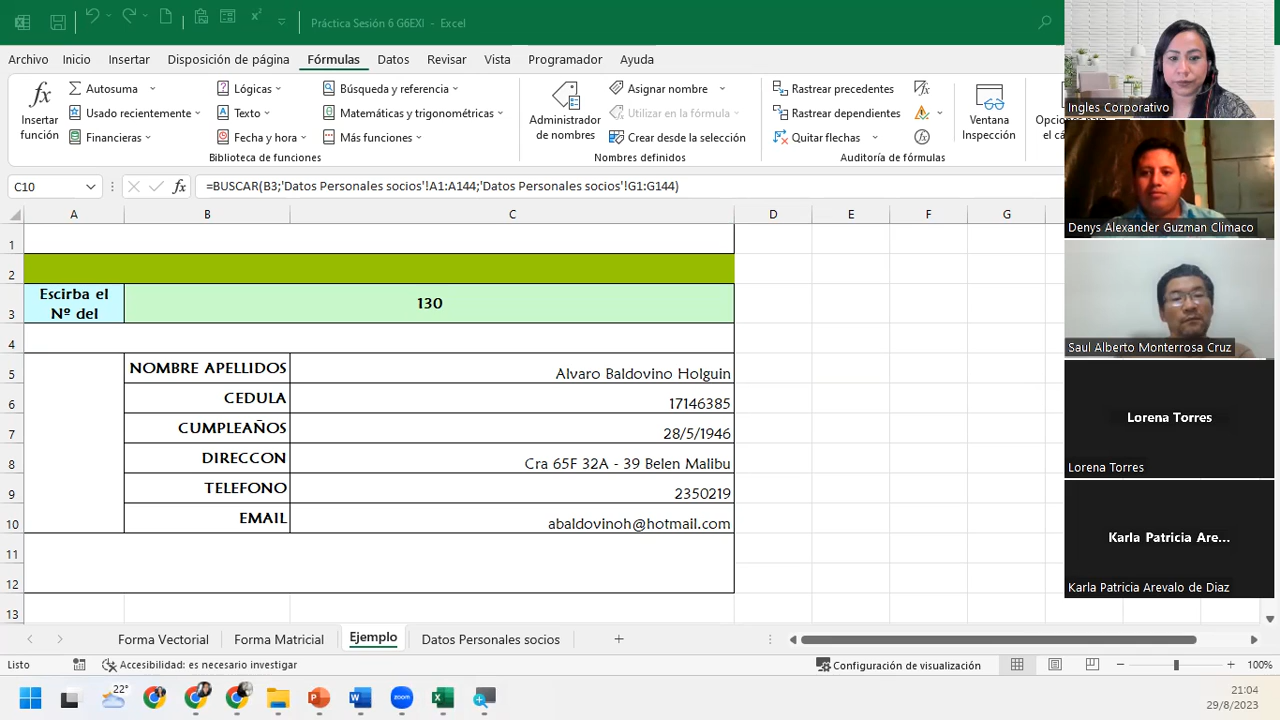 Práctica Sesión 6 GGBX - Excel
Archivo Inicio Insertar Disposición de página Fórmulas Vista Ayuda
Insertar función
Autosuma
Usado recientemente
Financieras
Lógicas
Texto
Fecha y hora
Búsqueda y referencia
Matemáticas y trigonométricas
Más funciones
Biblioteca de funciones
Administrador de nombres
Asignar nombre
Utilizar en la fórmula
Crear desde la selección
Nombres definidos
Rastrear precedentes
Rastrear dependientes
Quitar flechas
Auditoría de fórmulas
Ventana Inspección
C10
=BUSCAR(B3;'Datos Personales socios'!A1:A144;'Datos Personales socios'!G1:G144)
A B C D E F G
1
2
3 Escirba el Nº del 130
4
5 NOMBRE APELLIDOS Alvaro Baldovino Holguin
6 CEDULA 17146385
7 CUMPLEAÑOS 28/5/1946
8 DIRECCON Cra 65F 32A - 39 Belen Malibu
9 TELEFONO 2350219
10 EMAIL abaldovinoh@hotmail.com
11
12
13
Forma Vectorial Forma Matricial Ejemplo Datos Personales socios
Listo Accesibilidad: es necesario investigar Configuración de visualización 100%
22°
21:04
29/8/2023
Ingles Corporativo
Denys Alexander Guzman Climaco
Saul Alberto Monterrosa Cruz
Lorena Torres
Lorena Torres
Karla Patricia Are...
Karla Patricia Arevalo de Diaz